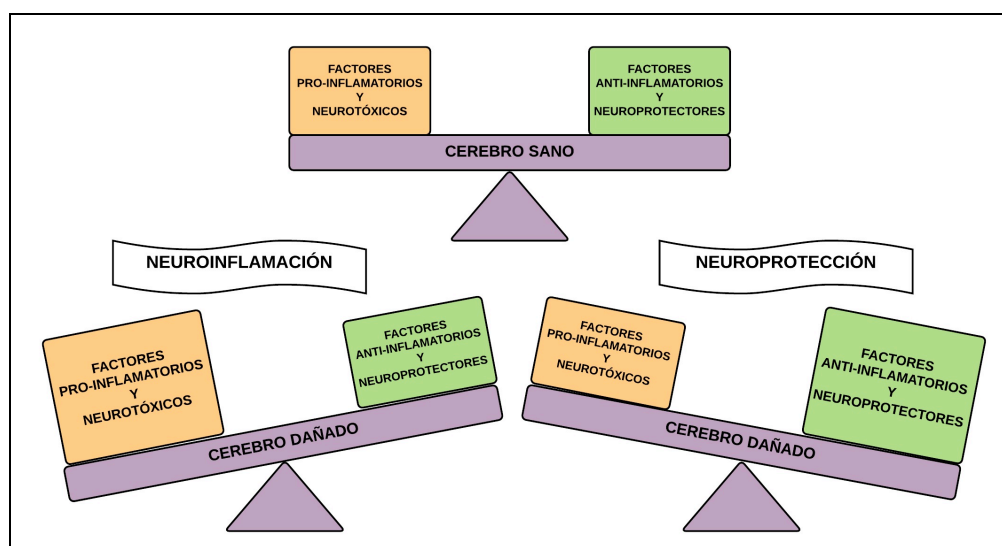 FACTORES
PRO-INFLAMATORIOS
Y
NEUROTÓXICOS
FACTORES
ANTI-INFLAMATORIOS
Y
NEUROPROTECTORES
CEREBRO SANO
NEUROINFLAMACIÓN
NEUROPROTECCIÓN
FACTORES
PRO-INFLAMATORIOS
Y
NEUROTÓXICOS
FACTORES
ANTI-INFLAMATORIOS
Y
NEUROPROTECTORES
CEREBRO DAÑADO
FACTORES
PRO-INFLAMATORIOS
Y
NEUROTÓXICOS
FACTORES
ANTI-INFLAMATORIOS
Y
NEUROPROTECTORES
CEREBRO DAÑADO